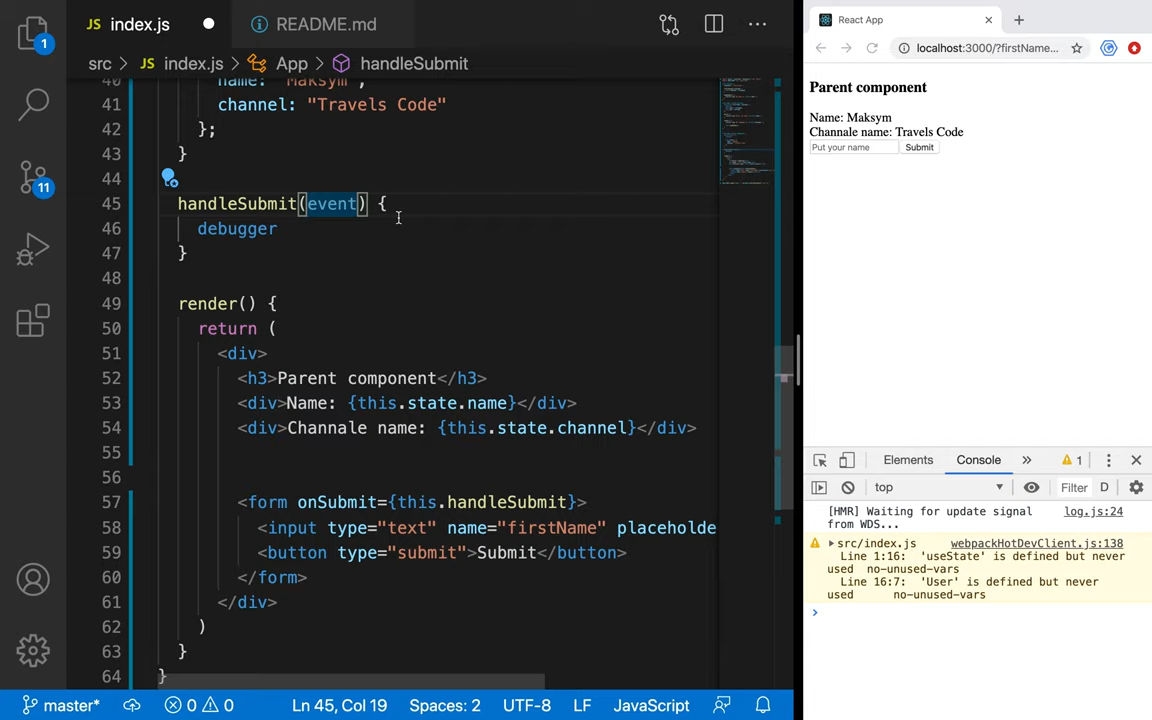 JS index.js
README.md
src > JS index.js > App > handleSubmit
40 name: "Maksym",
41 channel: "Travels Code"
42 };
43 }
44
45 handleSubmit(event) {
46 debugger
47 }
48
49 render() {
50 return (
51 <div>
52 <h3>Parent component</h3>
53 <div>Name: {this.state.name}</div>
54 <div>Channale name: {this.state.channel}</div>
55
56
57 <form onSubmit={this.handleSubmit}>
58 <input type="text" name="firstName" placeholde
59 <button type="submit">Submit</button>
60 </form>
61 </div>
62 )
63 }
64 }
1
11
master* 0 0 Ln 45, Col 19 Spaces: 2 UTF-8 LF JavaScript
React App
localhost:3000/?firstName...
Parent component
Name: Maksym
Channale name: Travels Code
Put your name Submit
Elements Console » 1
top Filter D
[HMR] Waiting for update signal log.js:24
from WDS...
src/index.js webpackHotDevClient.js:138
Line 1:16: 'useState' is defined but never
used no-unused-vars
Line 16:7: 'User' is defined but never
used no-unused-vars